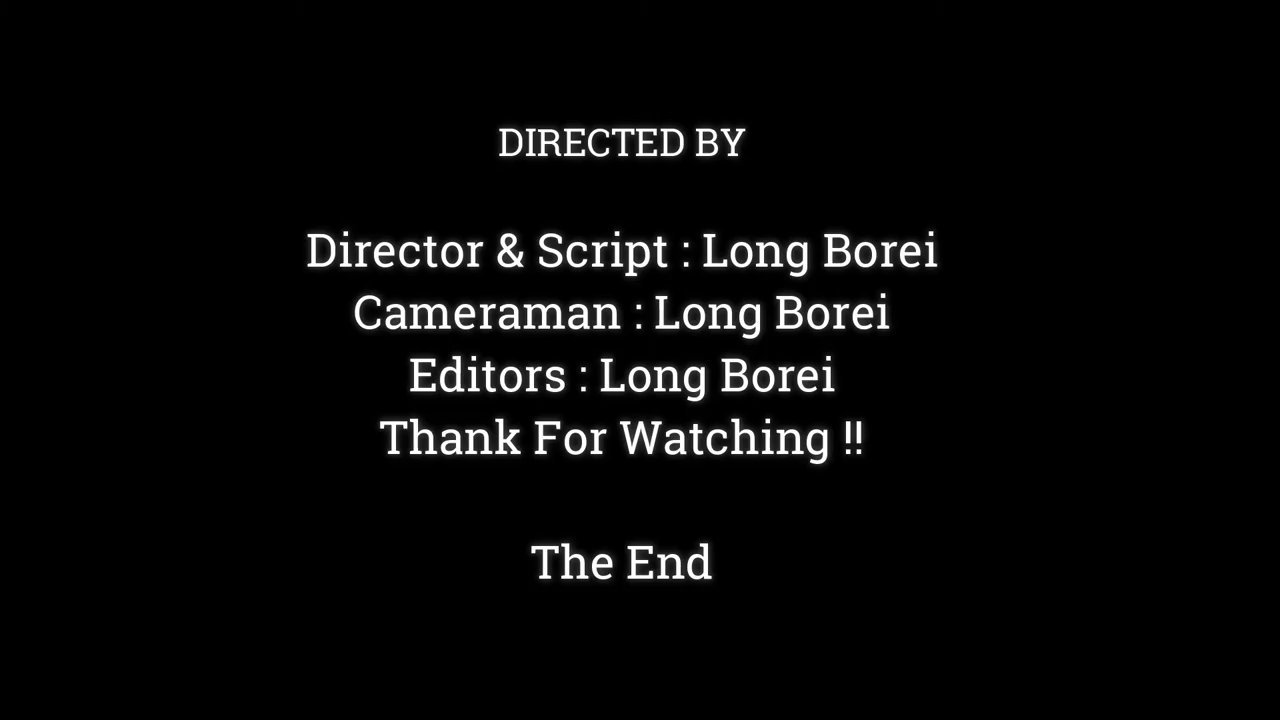 DIRECTED BY
Director & Script : Long Borei
Cameraman : Long Borei
Editors : Long Borei
Thank For Watching !!
The End